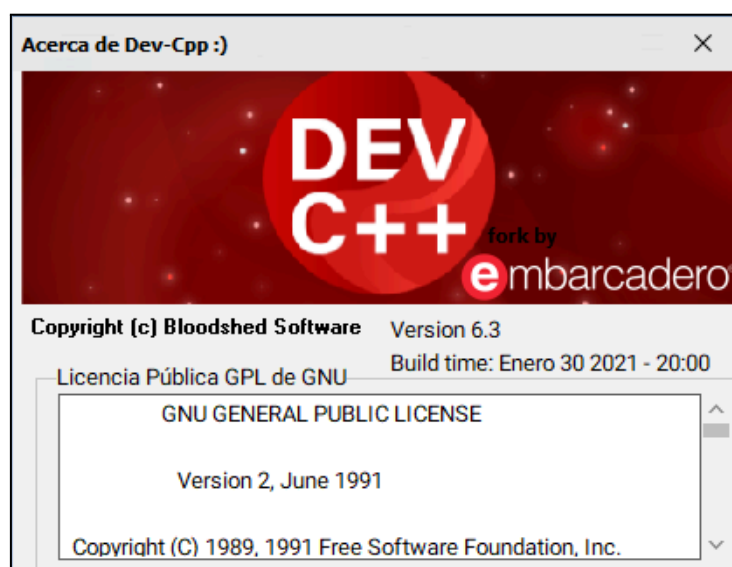 Acerca de Dev-Cpp :)
DEV
C++
fork by
embarcadero
Copyright (c) Bloodshed Software
Version 6.3
Build time: Enero 30 2021 - 20:00
Licencia Pública GPL de GNU
GNU GENERAL PUBLIC LICENSE
Version 2, June 1991
Copyright (C) 1989, 1991 Free Software Foundation, Inc.